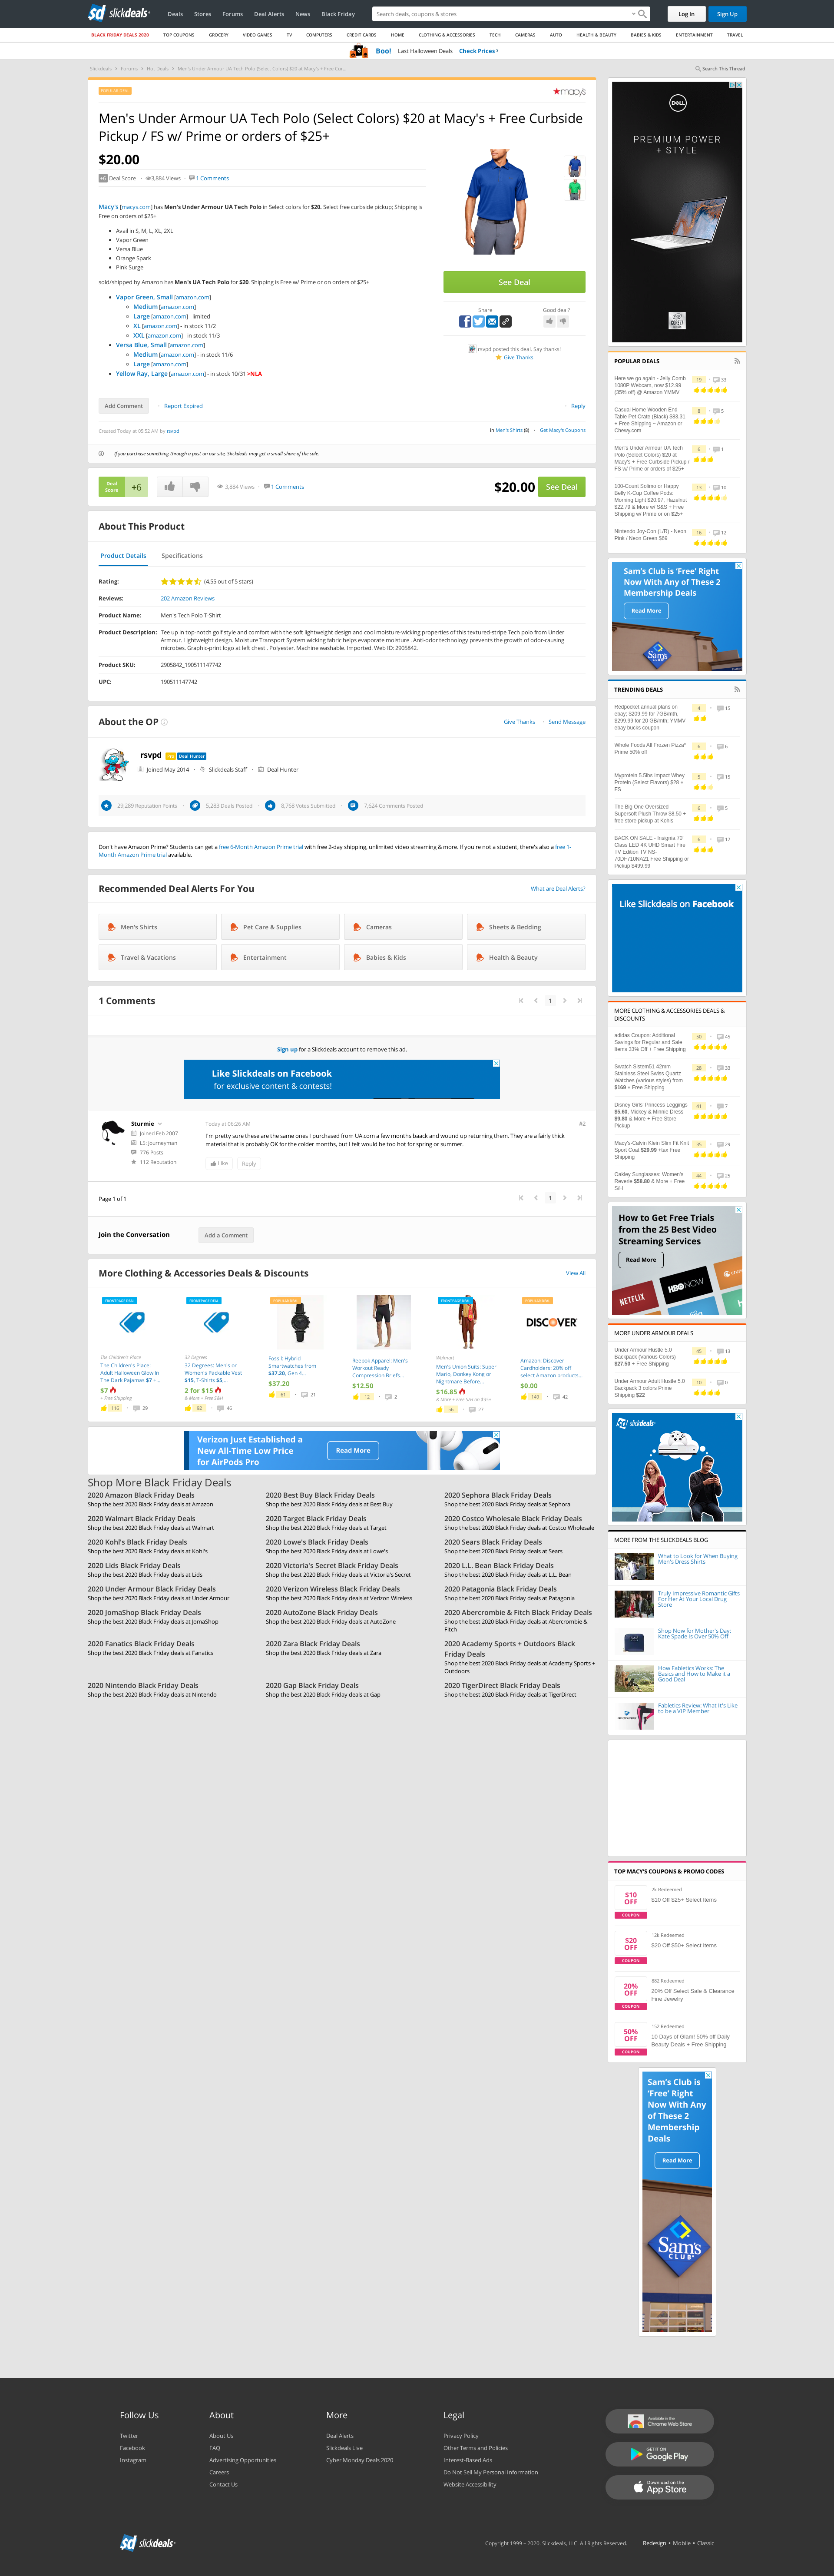 slickdeals
Deals Stores Forums Deal Alerts News Black Friday
Search deals, coupons & stores
Log In Sign Up
BLACK FRIDAY DEALS 2020 TOP COUPONS GROCERY VIDEO GAMES TV COMPUTERS CREDIT CARDS HOME CLOTHING & ACCESSORIES TECH CAMERAS AUTO HEALTH & BEAUTY BABIES & KIDS ENTERTAINMENT TRAVEL
Boo! Last Halloween Deals Check Prices ›
Slickdeals > Forums > Hot Deals > Men's Under Armour UA Tech Polo (Select Colors) $20 at Macy's + Free Cur...
Search This Thread
POPULAR DEAL
★macy's
Men's Under Armour UA Tech Polo (Select Colors) $20 at Macy's + Free Curbside
Pickup / FS w/ Prime or orders of $25+
$20.00
+6 Deal Score 3,884 Views 1 Comments
Macy's [macys.com] has Men's Under Armour UA Tech Polo in Select colors for $20. Select free curbside pickup; Shipping is
Free on orders of $25+
Avail in S, M, L, XL, 2XL
Vapor Green
Versa Blue
Orange Spark
Pink Surge
sold/shipped by Amazon has Men's UA Tech Polo for $20. Shipping is Free w/ Prime or on orders of $25+
Vapor Green, Small [amazon.com]
Medium [amazon.com]
Large [amazon.com] - limited
XL [amazon.com] - in stock 11/2
XXL [amazon.com] - in stock 11/3
Versa Blue, Small [amazon.com]
Medium [amazon.com] - in stock 11/6
Large [amazon.com]
Yellow Ray, Large [amazon.com] - in stock 10/31 >NLA
See Deal
Share
Good deal?
rsvpd posted this deal. Say thanks!
Give Thanks
Add Comment Report Expired Reply
Created Today at 05:52 AM by rsvpd
in Men's Shirts (6) Get Macy's Coupons
If you purchase something through a post on our site, Slickdeals may get a small share of the sale.
Deal
Score
+6
3,884 Views 1 Comments
$20.00 See Deal
About This Product
Product Details Specifications
Rating: (4.55 out of 5 stars)
Reviews: 202 Amazon Reviews
Product Name: Men's Tech Polo T-Shirt
Product Description: Tee up in top-notch golf style and comfort with the soft lightweight design and cool moisture-wicking properties of this textured-stripe Tech polo from Under
Armour. Lightweight design. Moisture Transport System wicking fabric helps evaporate moisture . Anti-odor technology prevents the growth of odor-causing
microbes. Graphic-print logo at left chest . Polyester. Machine washable. Imported. Web ID: 2905842.
Product SKU: 2905842_190511147742
UPC: 190511147742
About the OP
Give Thanks Send Message
rsvpd Pro Deal Hunter
Joined May 2014 Slickdeals Staff Deal Hunter
29,289 Reputation Points 5,283 Deals Posted 8,768 Votes Submitted 7,624 Comments Posted
Don't have Amazon Prime? Students can get a free 6-Month Amazon Prime trial with free 2-day shipping, unlimited video streaming & more. If you're not a student, there's also a free 1-
Month Amazon Prime trial available.
Recommended Deal Alerts For You
What are Deal Alerts?
Men's Shirts Pet Care & Supplies Cameras Sheets & Bedding
Travel & Vacations Entertainment Babies & Kids Health & Beauty
1 Comments
1
Sign up for a Slickdeals account to remove this ad.
Like Slickdeals on Facebook
for exclusive content & contests!
Sturmie
Joined Feb 2007
L5: Journeyman
776 Posts
112 Reputation
Today at 06:26 AM
#2
I'm pretty sure these are the same ones I purchased from UA.com a few months baack and wound up returning them. They are a fairly thick
material that is probably OK for the colder months, but I felt would be too hot for spring or summer.
Like Reply
Page 1 of 1
1
Join the Conversation Add a Comment
More Clothing & Accessories Deals & Discounts
View All
FRONTPAGE DEAL
The Children's Place
The Children's Place:
Adult Halloween Glow In
The Dark Pajamas $7 +...
$7
+ Free Shipping
116 29
FRONTPAGE DEAL
32 Degrees
32 Degrees: Men's or
Women's Packable Vest
$15, T-Shirts $5,...
2 for $15
& More + Free S&H
92 46
POPULAR DEAL
Fossil: Hybrid
Smartwatches from
$37.20, Gen 4...
$37.20
61 21
Reebok Apparel: Men's
Workout Ready
Compression Briefs...
$12.50
12 2
FRONTPAGE DEAL
Walmart
Men's Union Suits: Super
Mario, Donkey Kong or
Nightmare Before...
$16.85
& More + Free S/H on $35+
56 27
POPULAR DEAL
DISCOVER
Amazon: Discover
Cardholders: 20% off
select Amazon products...
$0.00
149 42
Verizon Just Established a
New All-Time Low Price
for AirPods Pro
Read More
Shop More Black Friday Deals
2020 Amazon Black Friday Deals
Shop the best 2020 Black Friday deals at Amazon
2020 Best Buy Black Friday Deals
Shop the best 2020 Black Friday deals at Best Buy
2020 Sephora Black Friday Deals
Shop the best 2020 Black Friday deals at Sephora
2020 Walmart Black Friday Deals
Shop the best 2020 Black Friday deals at Walmart
2020 Target Black Friday Deals
Shop the best 2020 Black Friday deals at Target
2020 Costco Wholesale Black Friday Deals
Shop the best 2020 Black Friday deals at Costco Wholesale
2020 Kohl's Black Friday Deals
Shop the best 2020 Black Friday deals at Kohl's
2020 Lowe's Black Friday Deals
Shop the best 2020 Black Friday deals at Lowe's
2020 Sears Black Friday Deals
Shop the best 2020 Black Friday deals at Sears
2020 Lids Black Friday Deals
Shop the best 2020 Black Friday deals at Lids
2020 Victoria's Secret Black Friday Deals
Shop the best 2020 Black Friday deals at Victoria's Secret
2020 L.L. Bean Black Friday Deals
Shop the best 2020 Black Friday deals at L.L. Bean
2020 Under Armour Black Friday Deals
Shop the best 2020 Black Friday deals at Under Armour
2020 Verizon Wireless Black Friday Deals
Shop the best 2020 Black Friday deals at Verizon Wireless
2020 Patagonia Black Friday Deals
Shop the best 2020 Black Friday deals at Patagonia
2020 JomaShop Black Friday Deals
Shop the best 2020 Black Friday deals at JomaShop
2020 AutoZone Black Friday Deals
Shop the best 2020 Black Friday deals at AutoZone
2020 Abercrombie & Fitch Black Friday Deals
Shop the best 2020 Black Friday deals at Abercrombie &
Fitch
2020 Fanatics Black Friday Deals
Shop the best 2020 Black Friday deals at Fanatics
2020 Zara Black Friday Deals
Shop the best 2020 Black Friday deals at Zara
2020 Academy Sports + Outdoors Black
Friday Deals
Shop the best 2020 Black Friday deals at Academy Sports +
Outdoors
2020 Nintendo Black Friday Deals
Shop the best 2020 Black Friday deals at Nintendo
2020 Gap Black Friday Deals
Shop the best 2020 Black Friday deals at Gap
2020 TigerDirect Black Friday Deals
Shop the best 2020 Black Friday deals at TigerDirect
DELL
PREMIUM POWER
+ STYLE
POPULAR DEALS
Here we go again - Jelly Comb
1080P Webcam, now $12.99
(35% off) @ Amazon YMMV
19 33
Casual Home Wooden End
Table Pet Crate (Black) $83.31
+ Free Shipping ~ Amazon or
Chewy.com
8 5
Men's Under Armour UA Tech
Polo (Select Colors) $20 at
Macy's + Free Curbside Pickup /
FS w/ Prime or orders of $25+
6 1
100-Count Solimo or Happy
Belly K-Cup Coffee Pods:
Morning Light $20.97, Hazelnut
$22.79 & More w/ S&S + Free
Shipping w/ Prime or on $25+
13 10
Nintendo Joy-Con (L/R) - Neon
Pink / Neon Green $69
16 12
Sam's Club is 'Free' Right
Now With Any of These 2
Membership Deals
Read More
Sam's
TRENDING DEALS
Redpocket annual plans on
ebay; $209.99 for 7GB/mth,
$299.99 for 20 GB/mth, YMMV
ebay bucks coupon
4 15
Whole Foods All Frozen Pizza*
Prime 50% off
6 6
Myprotein 5.5lbs Impact Whey
Protein (Select Flavors) $28 +
FS
5 15
The Big One Oversized
Supersoft Plush Throw $8.50 +
free store pickup at Kohls
6 5
BACK ON SALE - Insignia 70"
Class LED 4K UHD Smart Fire
TV Edition TV NS-
70DF710NA21 Free Shipping or
Pickup $499.99
6 12
Like Slickdeals on Facebook
MORE CLOTHING & ACCESSORIES DEALS &
DISCOUNTS
adidas Coupon: Additional
Savings for Regular and Sale
Items 33% Off + Free Shipping
50 45
Swatch Sistem51 42mm
Stainless Steel Swiss Quartz
Watches (various styles) from
$169 + Free Shipping
28 33
Disney Girls' Princess Leggings
$5.60, Mickey & Minnie Dress
$9.80 & More + Free Store
Pickup
41 7
Macy's-Calvin Klein Slim Fit Knit
Sport Coat $29.99 +tax Free
Shipping
35 29
Oakley Sunglasses: Women's
Reverie $56.80 & More + Free
S/H
44 25
How to Get Free Trials
from the 25 Best Video
Streaming Services
Read More
NETFLIX HBO NOW
MORE UNDER ARMOUR DEALS
Under Armour Hustle 5.0
Backpack (Various Colors)
$27.50 + Free Shipping
45 13
Under Armour Adult Hustle 5.0
Backpack 3 colors Prime
Shipping $22
10 0
slickdeals
MORE FROM THE SLICKDEALS BLOG
What to Look for When Buying
Men's Dress Shirts
Truly Impressive Romantic Gifts
For Her At Your Local Drug
Store
Shop Now for Mother's Day:
Kate Spade Is Over 50% Off
How Fabletics Works: The
Basics and How to Make it a
Good Deal
Fabletics Review: What It's Like
to be a VIP Member
TOP MACY'S COUPONS & PROMO CODES
$10
OFF
COUPON
2k Redeemed
$10 Off $25+ Select Items
$20
OFF
COUPON
12k Redeemed
$20 Off $50+ Select Items
20%
OFF
COUPON
882 Redeemed
20% Off Select Sale & Clearance
Fine Jewelry
50%
OFF
COUPON
152 Redeemed
10 Days of Glam! 50% off Daily
Beauty Deals + Free Shipping
Sam's Club is
'Free' Right
Now With Any
of These 2
Membership
Deals
Read More
Sam's
CLUB
Follow Us
Twitter
Facebook
Instagram
About
About Us
FAQ
Advertising Opportunities
Careers
Contact Us
More
Deal Alerts
Slickdeals Live
Cyber Monday Deals 2020
Legal
Privacy Policy
Other Terms and Policies
Interest-Based Ads
Do Not Sell My Personal Information
Website Accessibility
Available in the
Chrome Web Store
GET IT ON
Google Play
Download on the
App Store
slickdeals
Copyright 1999 – 2020. Slickdeals, LLC. All Rights Reserved. Redesign • Mobile • Classic